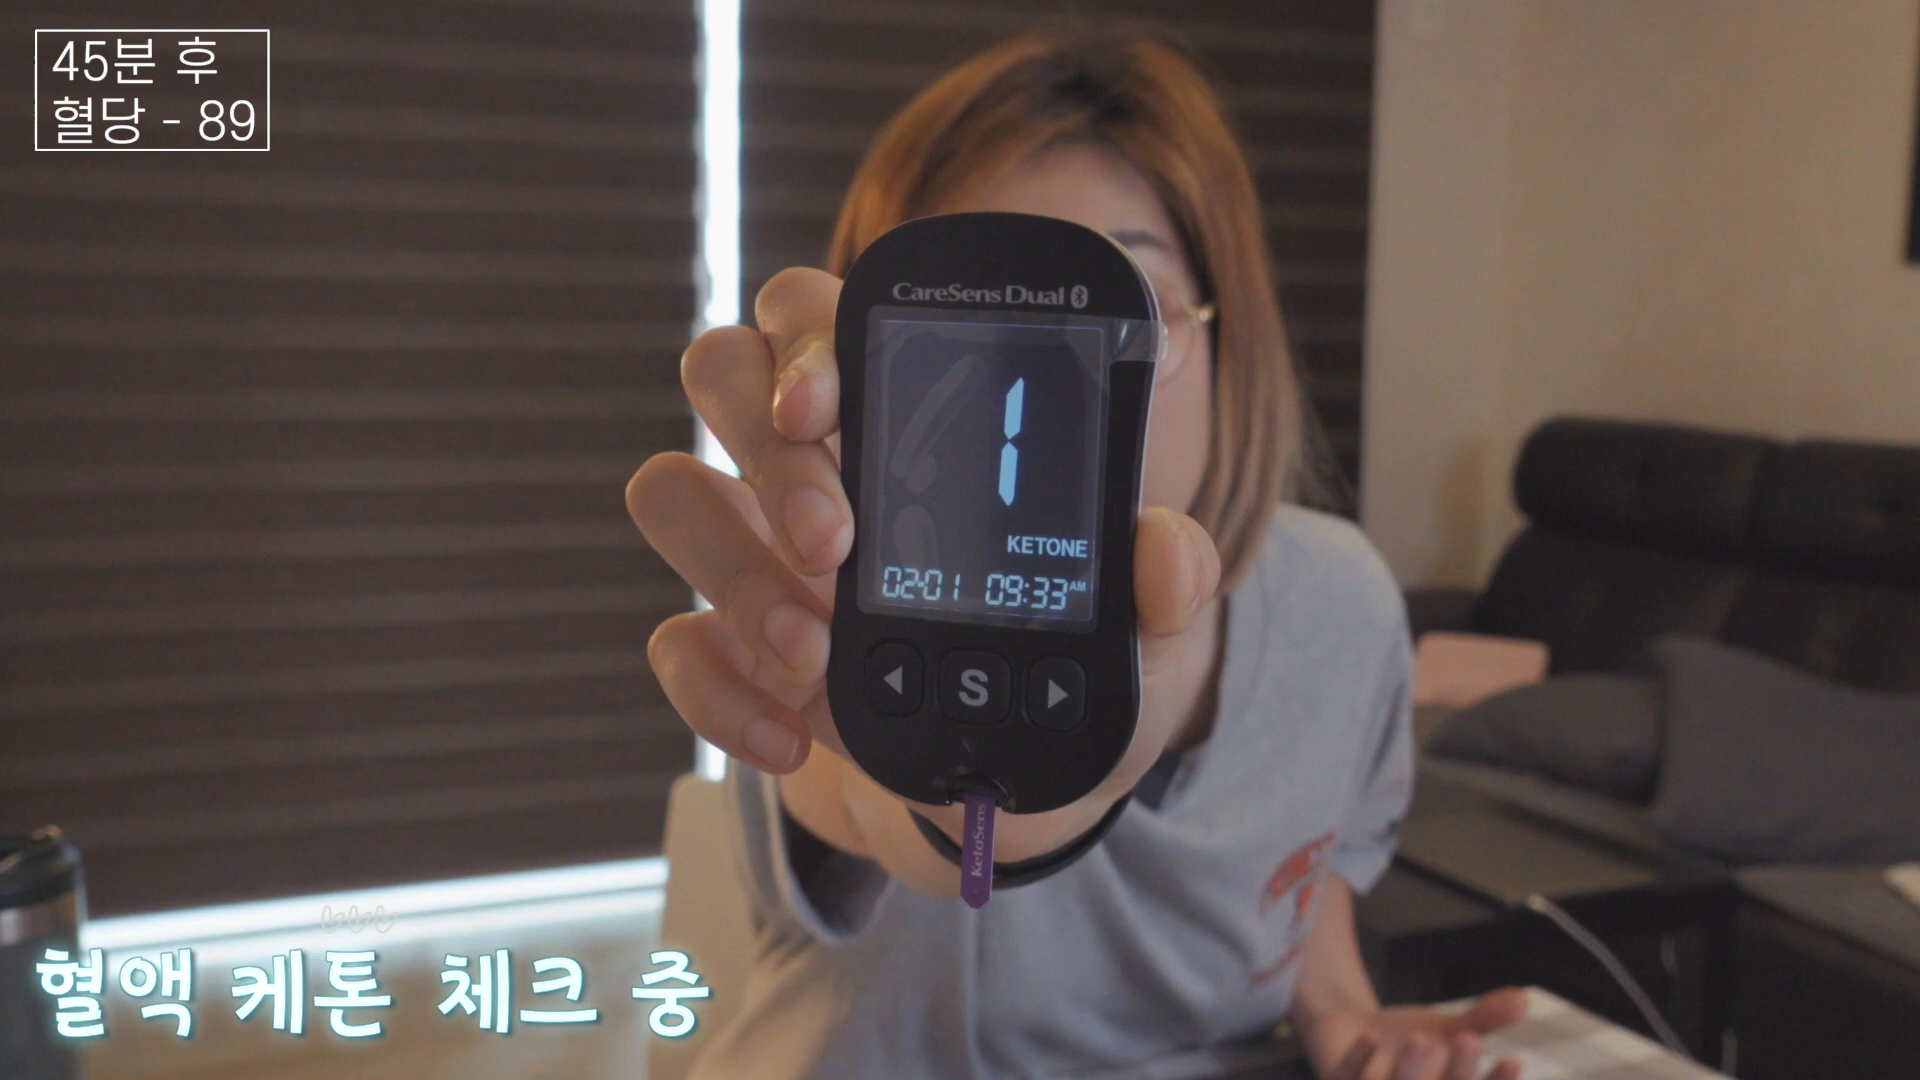 45분 후
혈당 - 89
CareSens Dual
1
KETONE
02-01 09:33 AM
S
KetoSens
혈액 케톤 체크 중